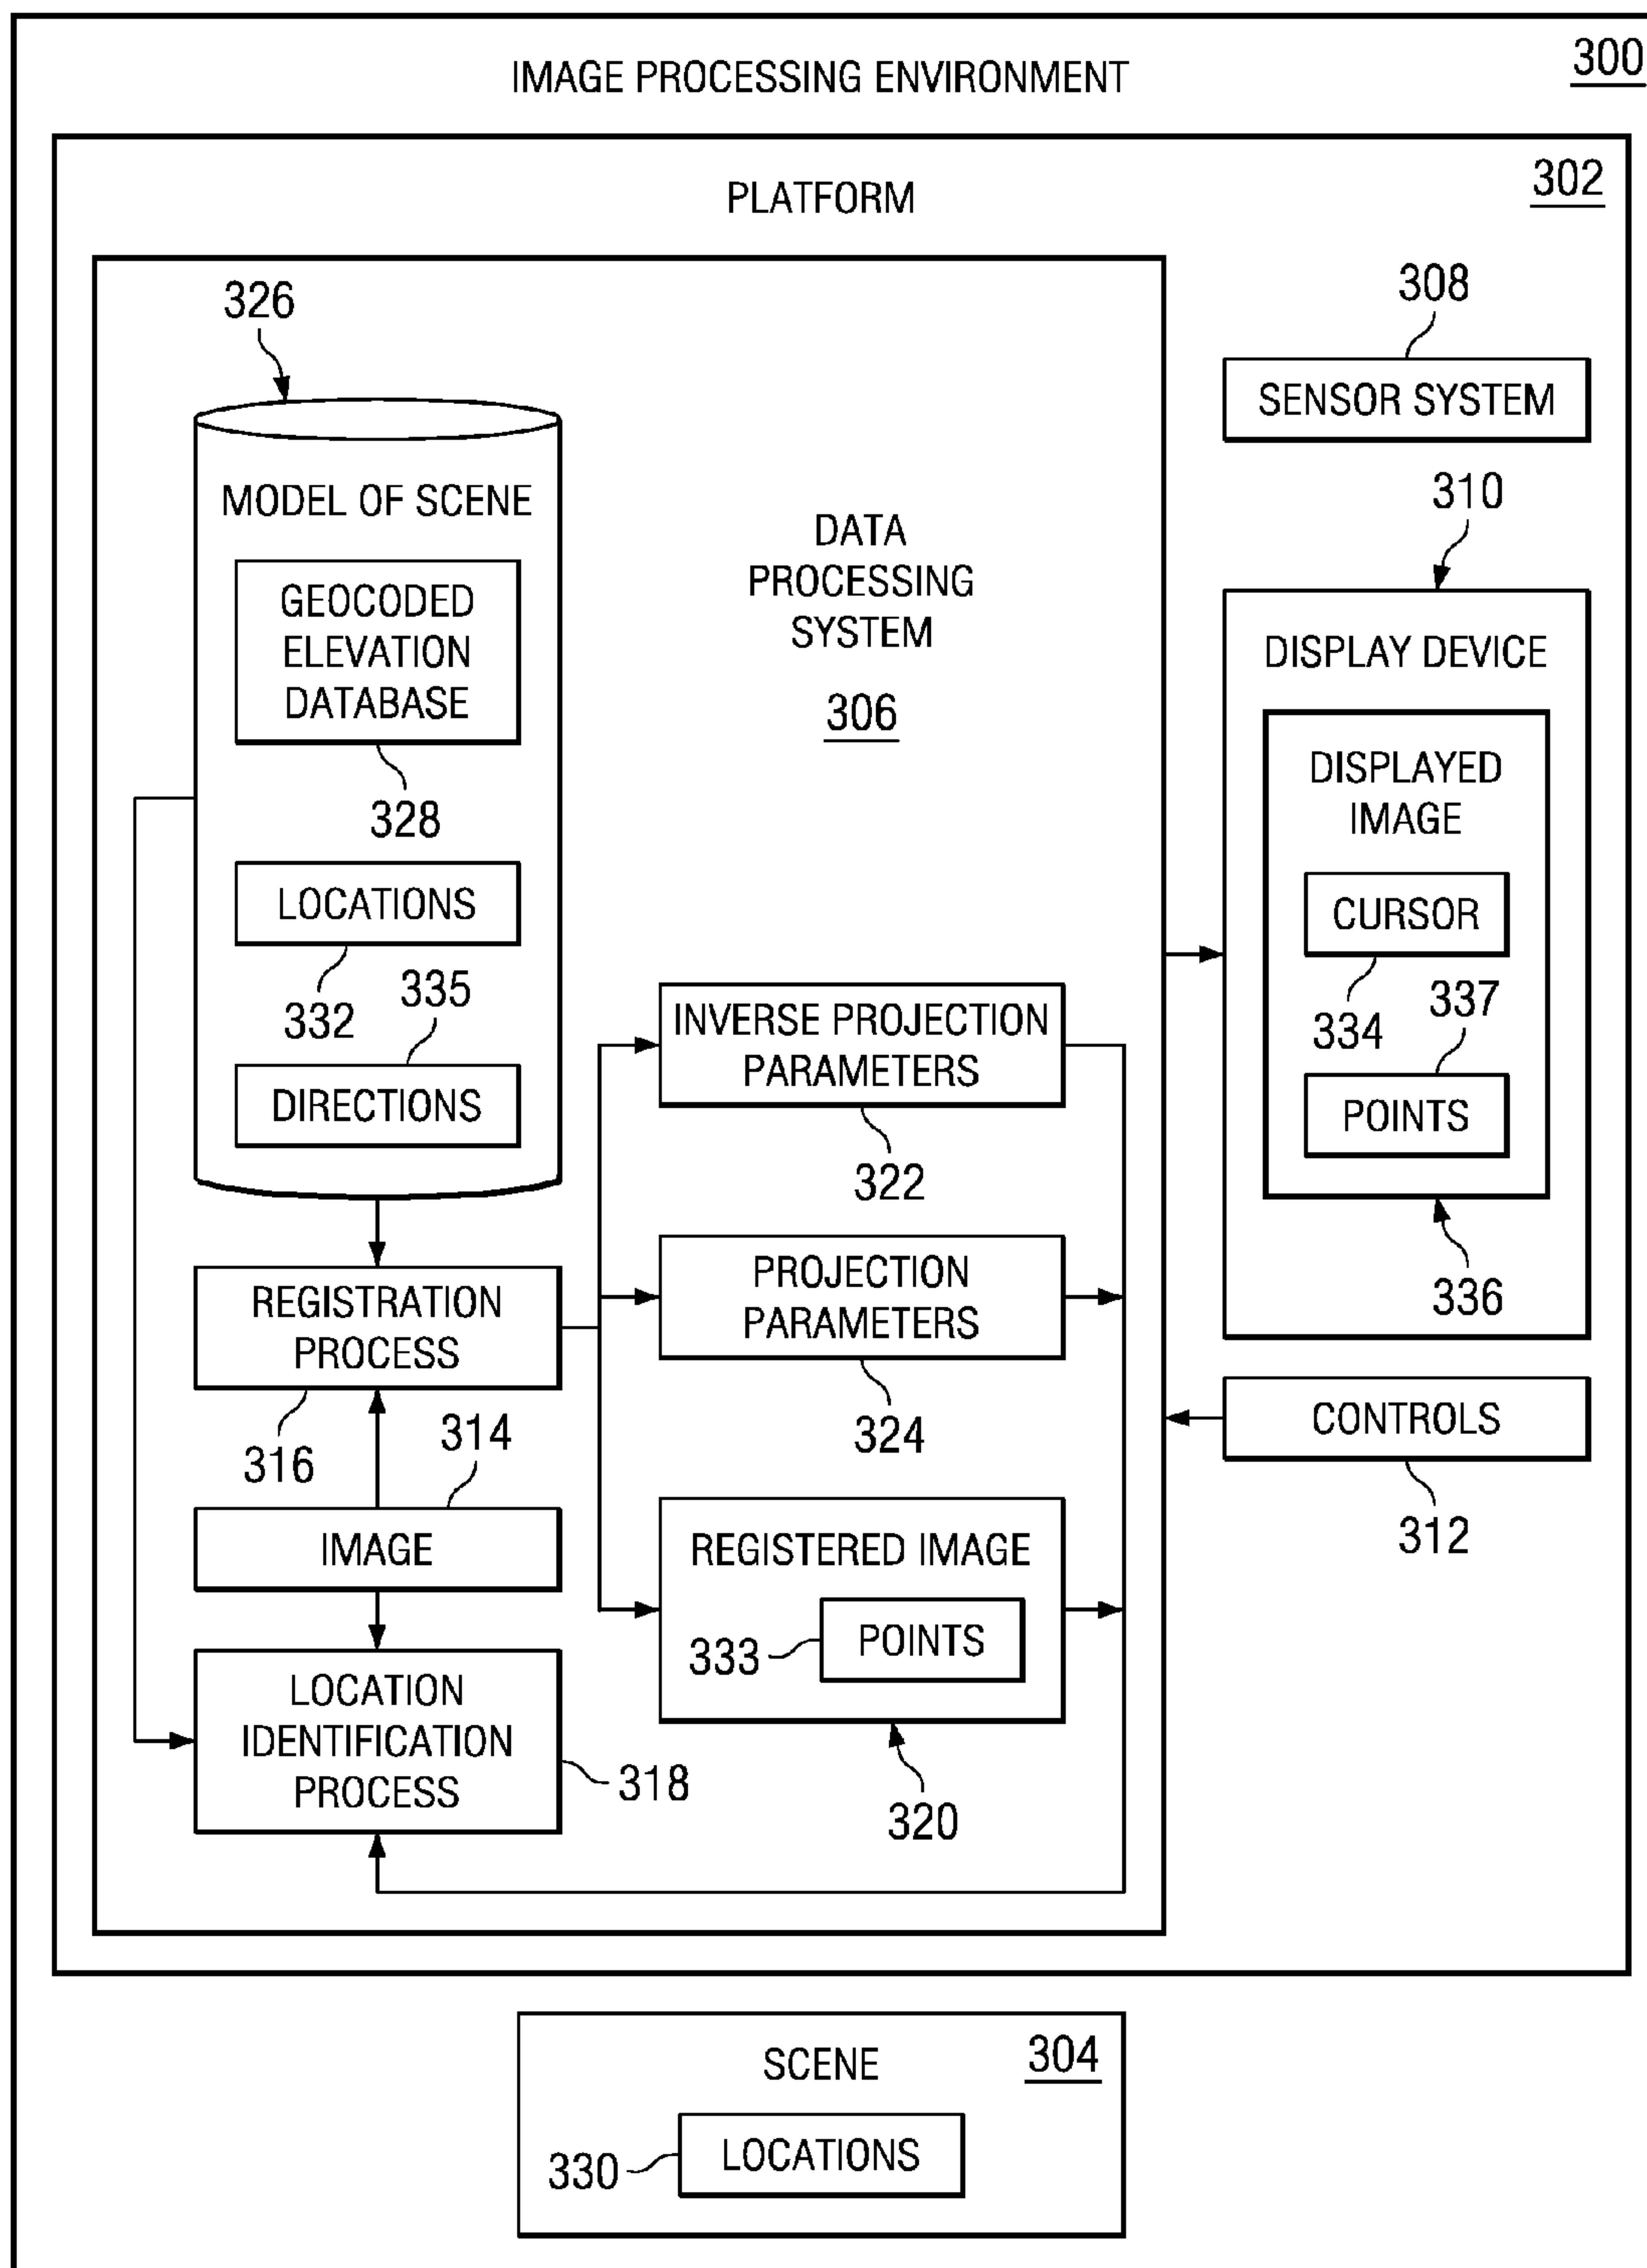 IMAGE PROCESSING ENVIRONMENT
300
PLATFORM
302
326
MODEL OF SCENE
GEOCODED
ELEVATION
DATABASE
328
LOCATIONS
332
335
DIRECTIONS
DATA
PROCESSING
SYSTEM
306
308
SENSOR SYSTEM
310
DISPLAY DEVICE
DISPLAYED
IMAGE
CURSOR
334
337
POINTS
336
INVERSE PROJECTION
PARAMETERS
322
REGISTRATION
PROCESS
316
PROJECTION
PARAMETERS
324
CONTROLS
312
314
IMAGE
REGISTERED IMAGE
333
POINTS
320
LOCATION
IDENTIFICATION
PROCESS
318
SCENE
304
330
LOCATIONS